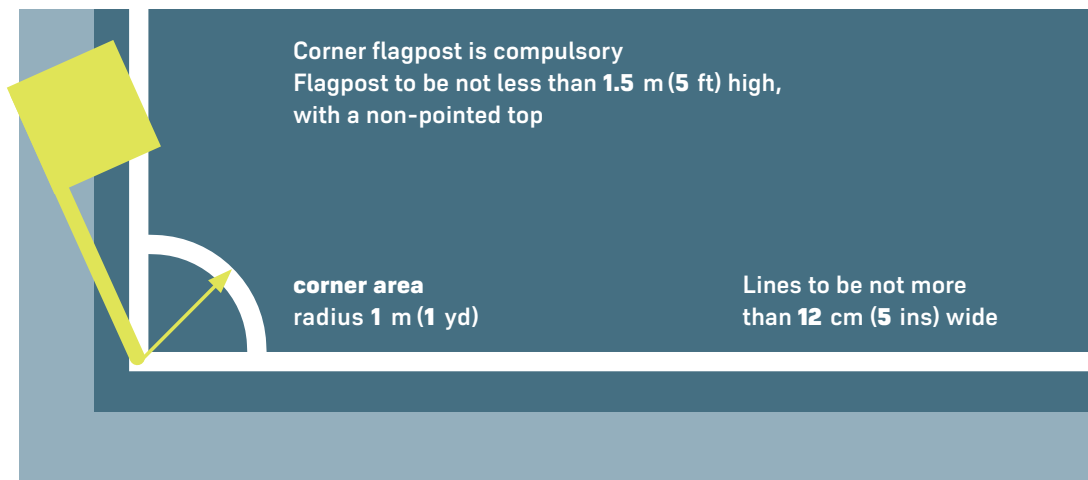 Corner flagpost is compulsory
Flagpost to be not less than 1.5 m (5 ft) high,
with a non-pointed top
corner area
radius 1 m (1 yd)
Lines to be not more
than 12 cm (5 ins) wide